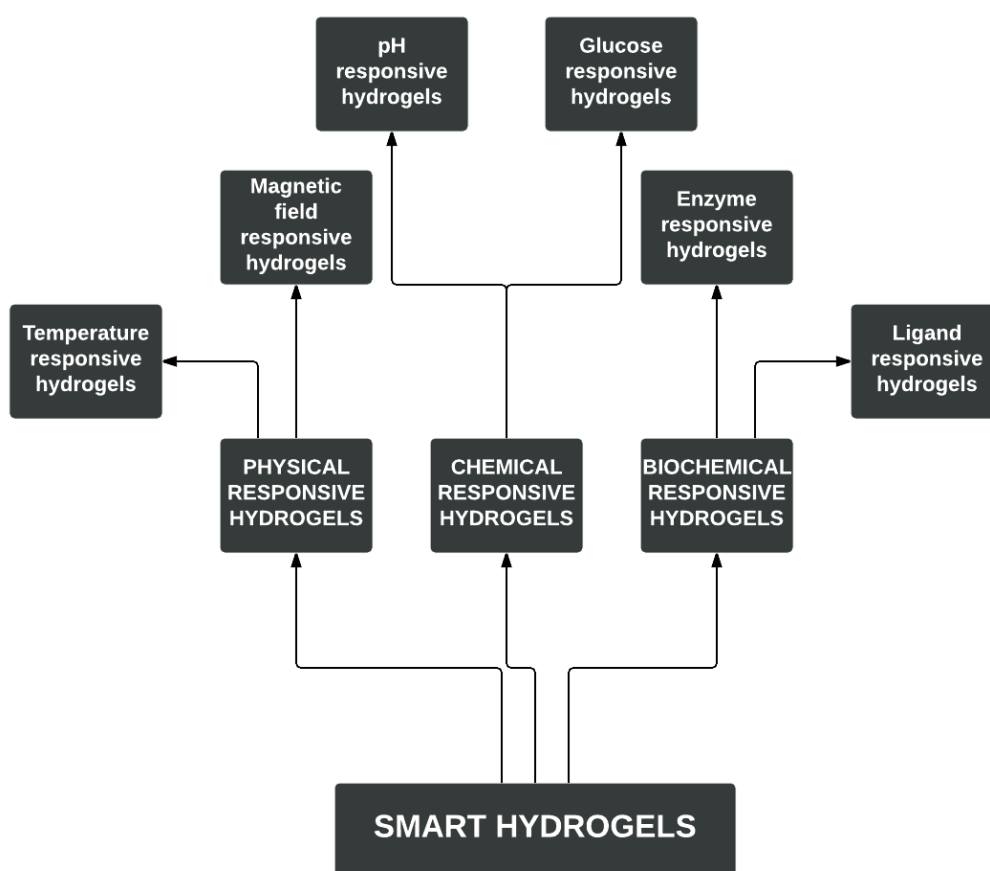 pH
responsive
hydrogels
Glucose
responsive
hydrogels
Magnetic
field
responsive
hydrogels
Enzyme
responsive
hydrogels
Temperature
responsive
hydrogels
Ligand
responsive
hydrogels
PHYSICAL
RESPONSIVE
HYDROGELS
CHEMICAL
RESPONSIVE
HYDROGELS
BIOCHEMICAL
RESPONSIVE
HYDROGELS
SMART HYDROGELS